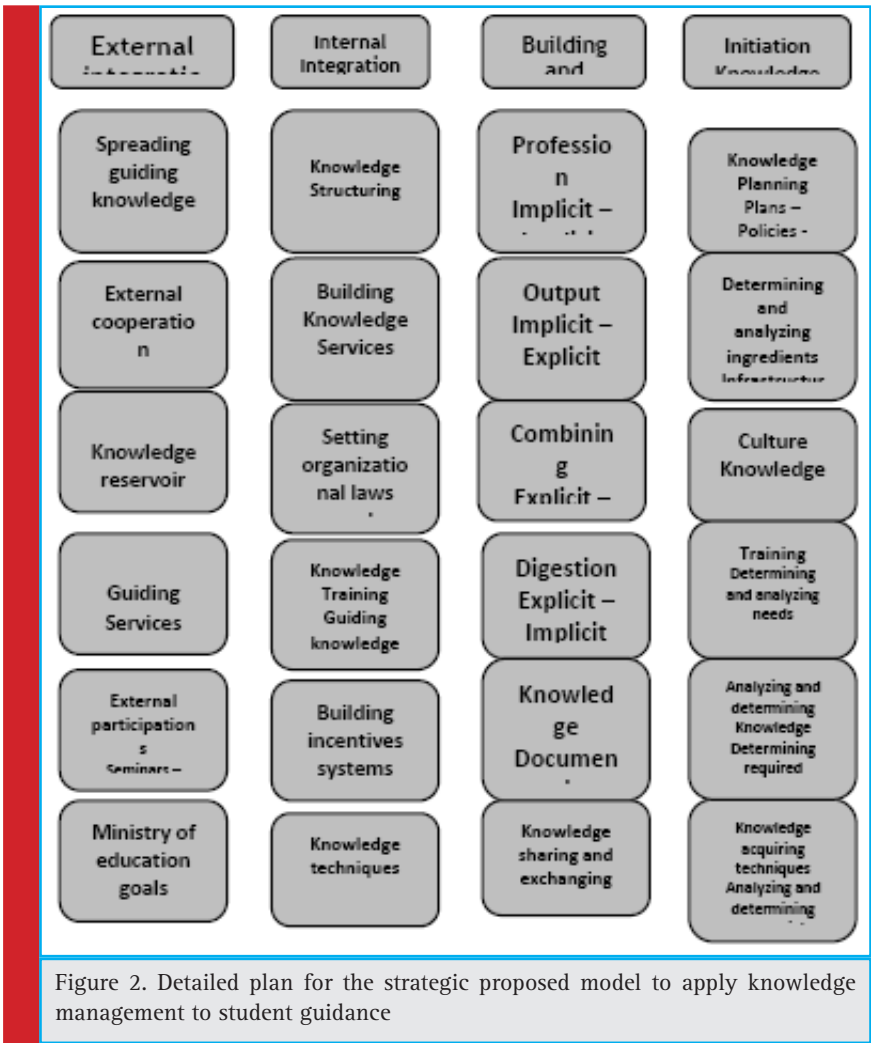 External
Internal
Integration
Building
and
Initiation
Knowledge
Spreading
guiding
knowledge
External
cooperatio
n
Knowledge
reservoir
Guiding
Services
External
participation
s
Seminars –
Ministry of
education
goals
Knowledge
Structuring
Building
Knowledge
Services
Setting
organizatio
nal laws
Knowledge
Training
Guiding
knowledge
Building
incentives
systems
Knowledge
techniques
Professio
n
Implicit –
Output
Implicit –
Explicit
Combinin
g
Explicit –
Digestion
Explicit –
Implicit
Knowled
ge
Documen
Knowledge
sharing and
exchanging
Knowledge
Planning
Plans –
Policies -
Determining
and
analyzing
ingredients
Infrastructur
Culture
Knowledge
Training
Determining
and analyzing
needs
Analyzing and
determining
Knowledge
Determining
required
Knowledge
acquiring
techniques
Analyzing and
determining
Figure 2. Detailed plan for the strategic proposed model to apply knowledge
management to student guidance